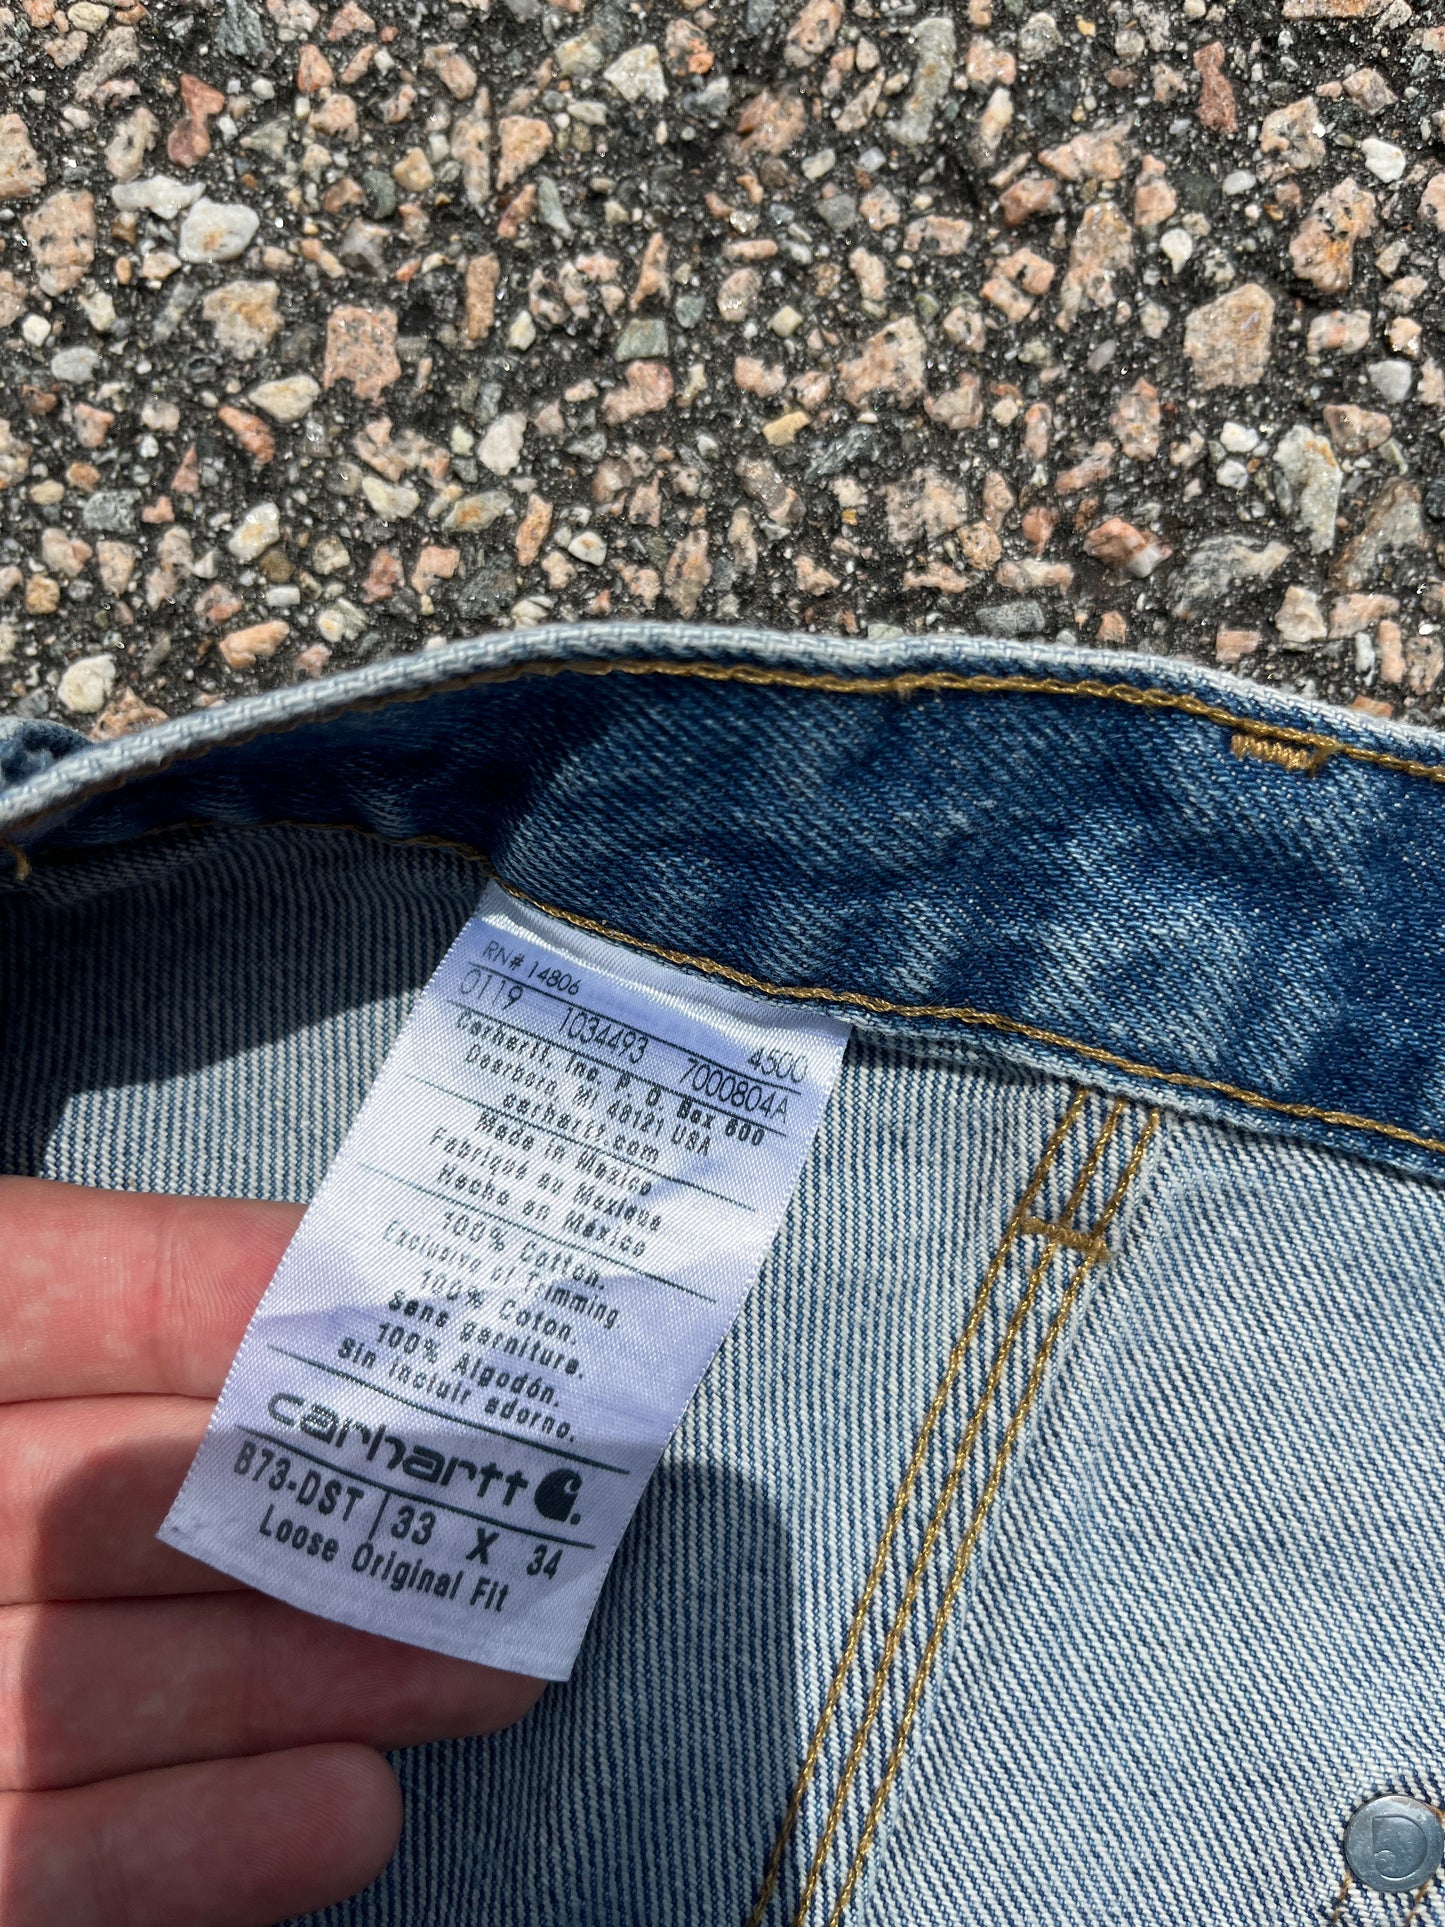 RN# 14806
0119 1034493 4500
7000804A
Carhartt, Inc. P.O. Box 600
Dearborn, MI 48121 USA
carhartt.com
Made in Mexico
Fabriqué au Mexique
Hecho en Mexico
100% Cotton.
Exclusive of Trimming.
100% Coton.
Sans garniture.
100% Algodón.
Sin incluir adorno.
carhartt
B73-DST 33 X 34
Loose Original Fit